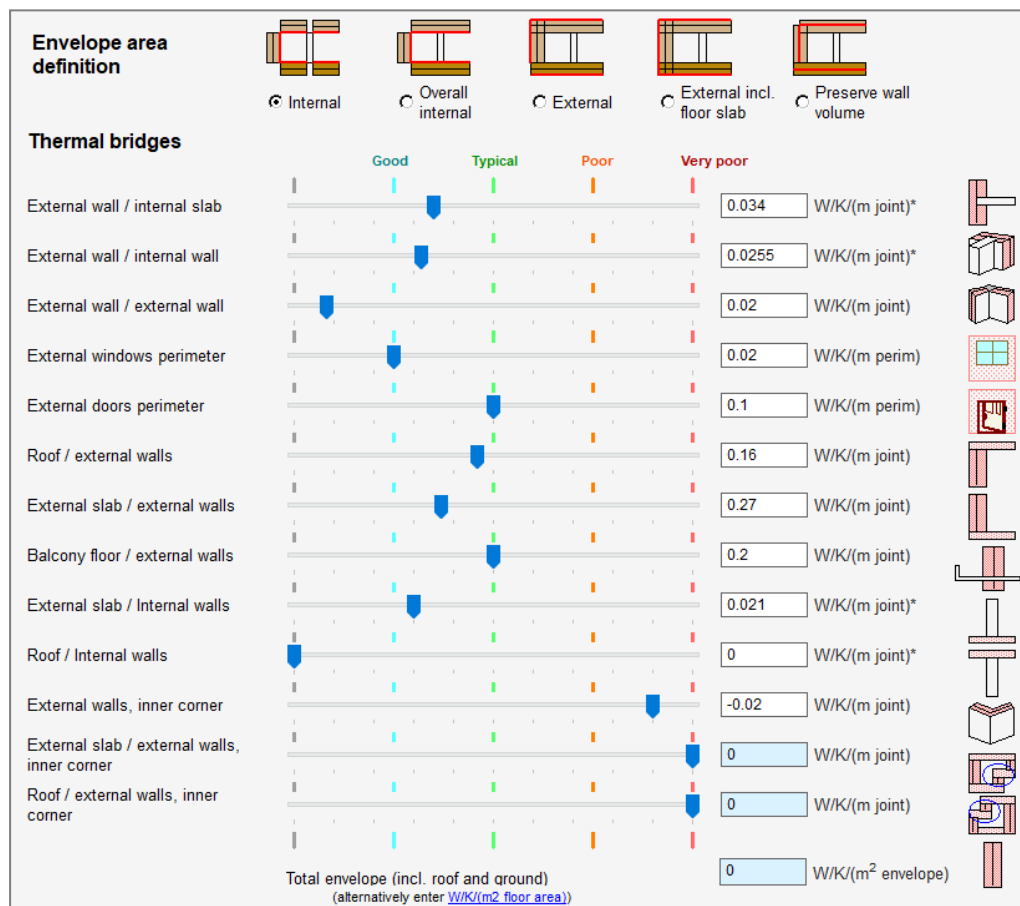 Envelope area
definition
Internal
Overall
internal
External
External incl.
floor slab
Preserve wall
volume
Thermal bridges
Good Typical Poor Very poor
External wall / internal slab 0.034 W/K/(m joint)*
External wall / internal wall 0.0255 W/K/(m joint)*
External wall / external wall 0.02 W/K/(m joint)
External windows perimeter 0.02 W/K/(m perim)
External doors perimeter 0.1 W/K/(m perim)
Roof / external walls 0.16 W/K/(m joint)
External slab / external walls 0.27 W/K/(m joint)
Balcony floor / external walls 0.2 W/K/(m joint)
External slab / Internal walls 0.021 W/K/(m joint)*
Roof / Internal walls 0 W/K/(m joint)*
External walls, inner corner -0.02 W/K/(m joint)
External slab / external walls,
inner corner 0 W/K/(m joint)
Roof / external walls, inner
corner 0 W/K/(m joint)
Total envelope (incl. roof and ground) 0 W/K/(m² envelope)
(alternatively enter W/K/(m2 floor area))